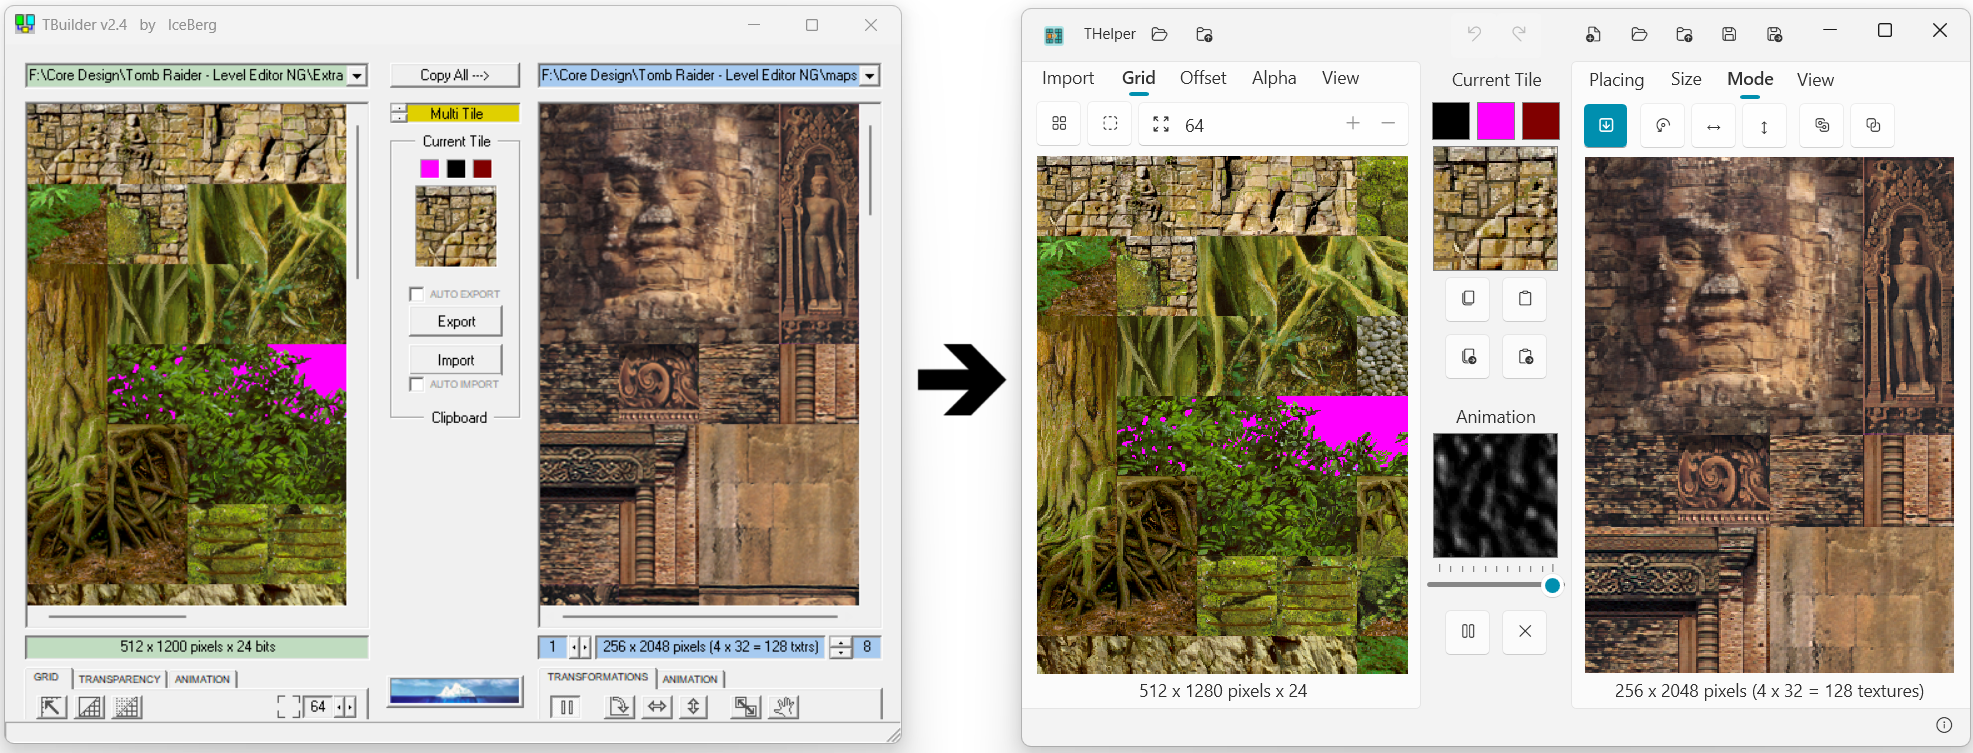 TBuilder v2.4 by IceBerg
F:\Core Design\Tomb Raider - Level Editor NG\Extra
Copy All --->
F:\Core Design\Tomb Raider - Level Editor NG\maps
Multi Tile
Current Tile
AUTO EXPORT
Export
Import
AUTO IMPORT
Clipboard
512 x 1200 pixels x 24 bits
1
256 x 2048 pixels (4 x 32 = 128 txtrs)
8
GRID TRANSPARENCY ANIMATION
TRANSFORMATIONS ANIMATION
64
THelper
Import Grid Offset Alpha View
64
Current Tile
Placing Size Mode View
Animation
512 x 1280 pixels x 24
256 x 2048 pixels (4 x 32 = 128 textures)